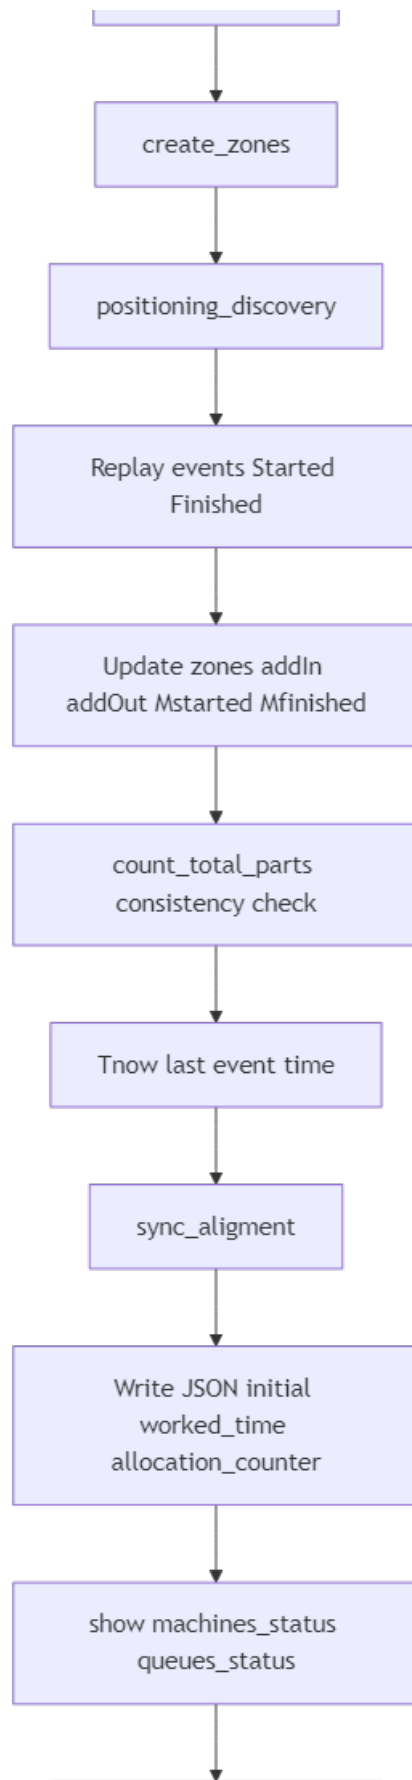 create_zones
positioning_discovery
Replay events Started
Finished
Update zones addIn
addOut Mstarted Mfinished
count_total_parts
consistency check
Tnow last event time
sync_aligment
Write JSON initial
worked_time
allocation_counter
show machines_status
queues_status